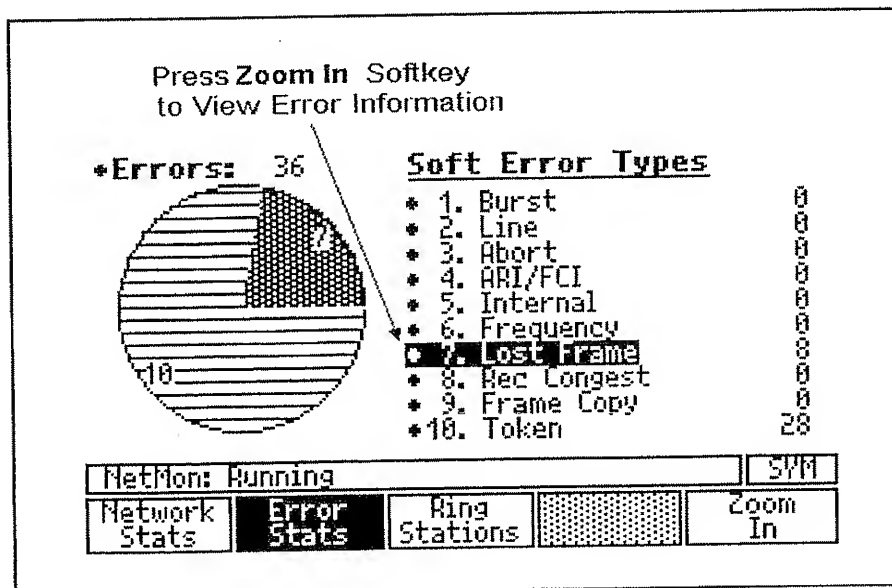 Press Zoom In Softkey
to View Error Information
Errors: 36
7
10
Soft Error Types
1. Burst 0
2. Line 0
3. Abort 0
4. ARI/FCI 0
5. Internal 0
6. Frequency 0
7. Lost Frame 8
8. Rec Congest 0
9. Frame Copy 0
10. Token 28
NetMon: Running SYM
Network Stats
Error Stats
Ring Stations
Zoom In